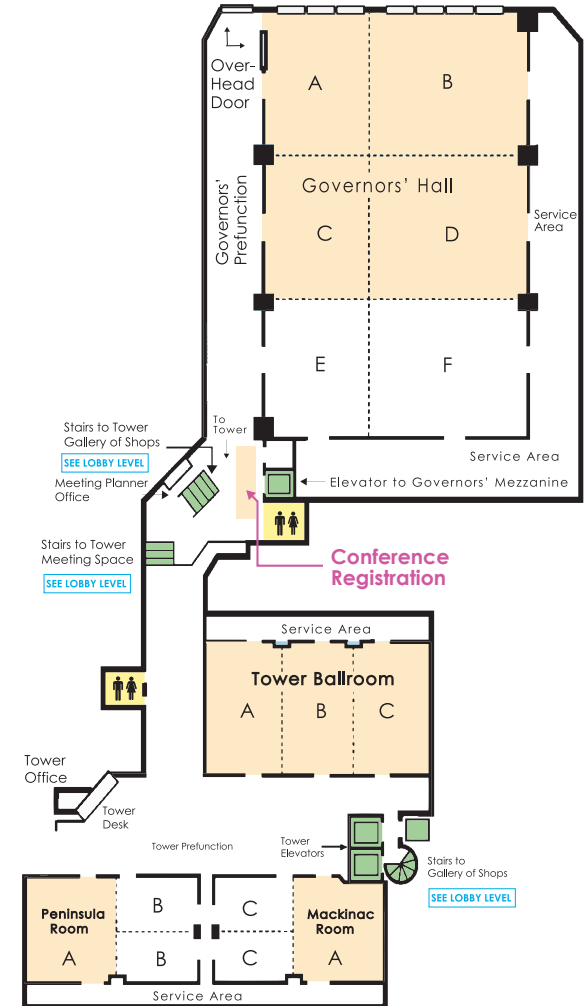 Over-
Head
Door
A
B
Governors' Hall
Governors'
Prefunction
Service
Area
C
D
E
F
To
Tower
Stairs to Tower
Gallery of Shops
SEE LOBBY LEVEL
Meeting Planner
Office
Service Area
Elevator to Governors' Mezzanine
Stairs to Tower
Meeting Space
SEE LOBBY LEVEL
Conference
Registration
Service Area
Tower Ballroom
A
B
C
Tower
Office
Tower
Desk
Tower Prefunction
Tower
Elevators
Stairs to
Gallery of Shops
SEE LOBBY LEVEL
Peninsula
Room
A
B
B
C
C
Mackinac
Room
A
Service Area